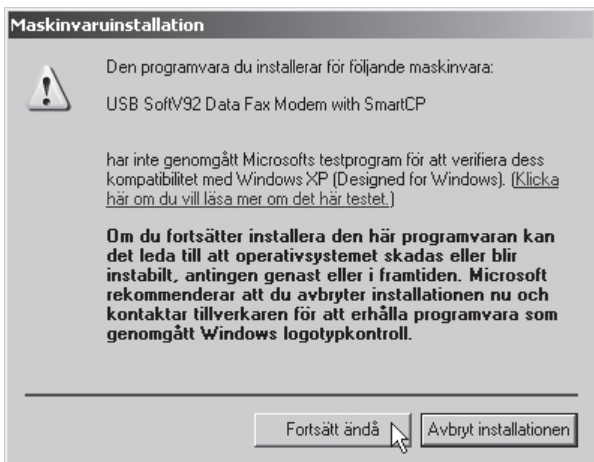 Maskinvaruinstallation
Den programvara du installerar för följande maskinvara:
USB SoftV92 Data Fax Modem with SmartCP
har inte genomgått Microsofts testprogram för att verifiera dess
kompatibilitet med Windows XP (Designed for Windows). (Klicka
här om du vill läsa mer om det här testet.)
Om du fortsätter installera den här programvaran kan
det leda till att operativsystemet skadas eller blir
instabilt, antingen genast eller i framtiden. Microsoft
rekommenderar att du avbryter installationen nu och
kontaktar tillverkaren för att erhålla programvara som
genomgått Windows logotypkontroll.
Fortsätt ändå
Avbryt installationen